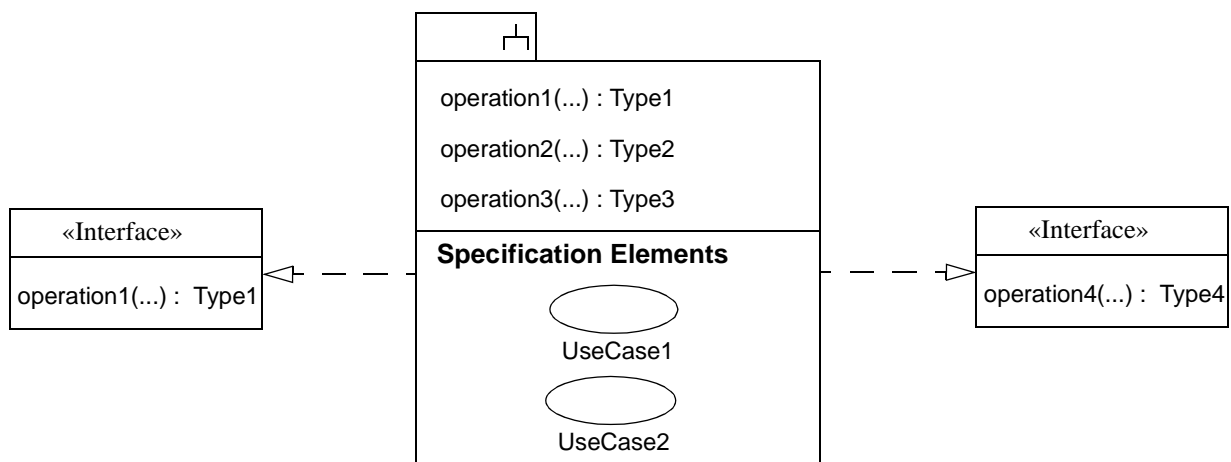 operation1(...) : Type1
operation2(...) : Type2
operation3(...) : Type3
«Interface»
operation1(...) :  Type1
Specification Elements
UseCase1
UseCase2
«Interface»
operation4(...) :  Type4